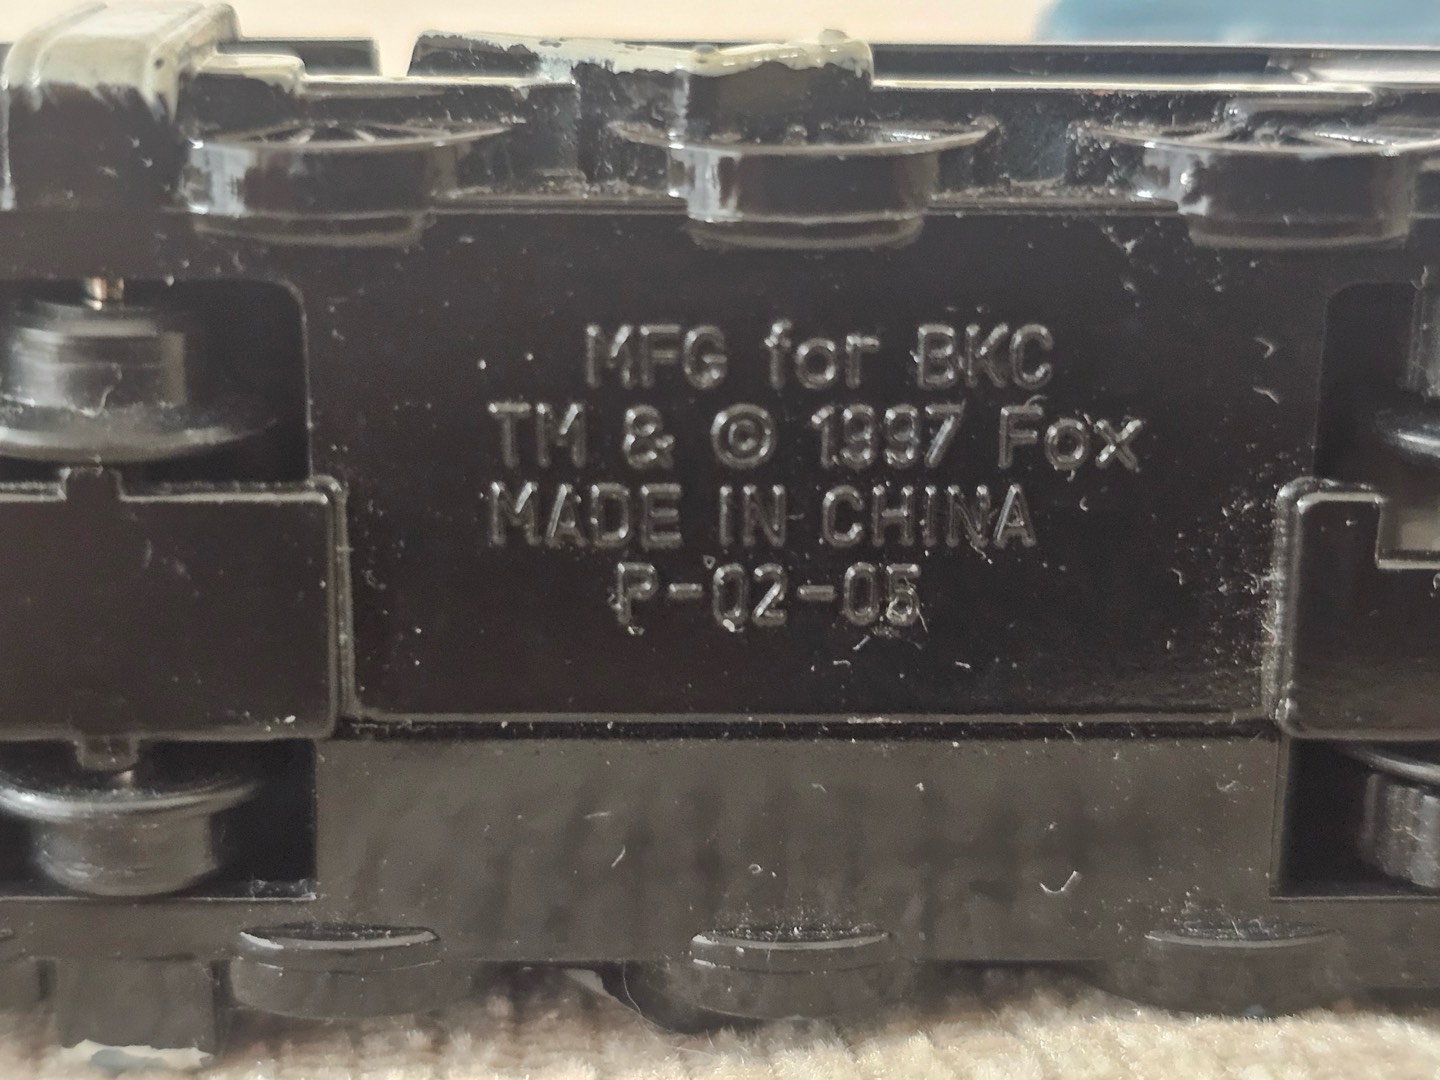 MFG for BKC
TM & © 1997 Fox
MADE IN CHINA
P-02-05